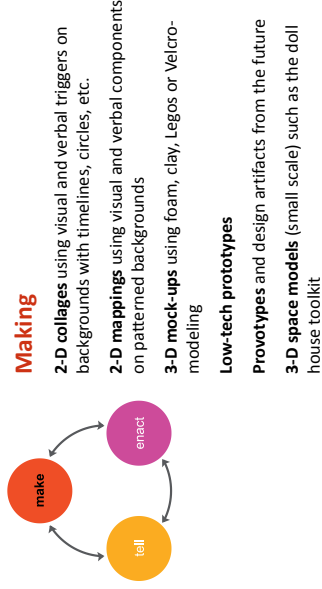 make
tell
enact
Making
2-D collages using visual and verbal triggers on
backgrounds with timelines, circles, etc.
2-D mappings using visual and verbal components
on patterned backgrounds
3-D mock-ups using foam, clay, Legos or Velcro-
modeling
Low-tech prototypes
Provotypes and design artifacts from the future
3-D space models (small scale) such as the doll
house toolkit